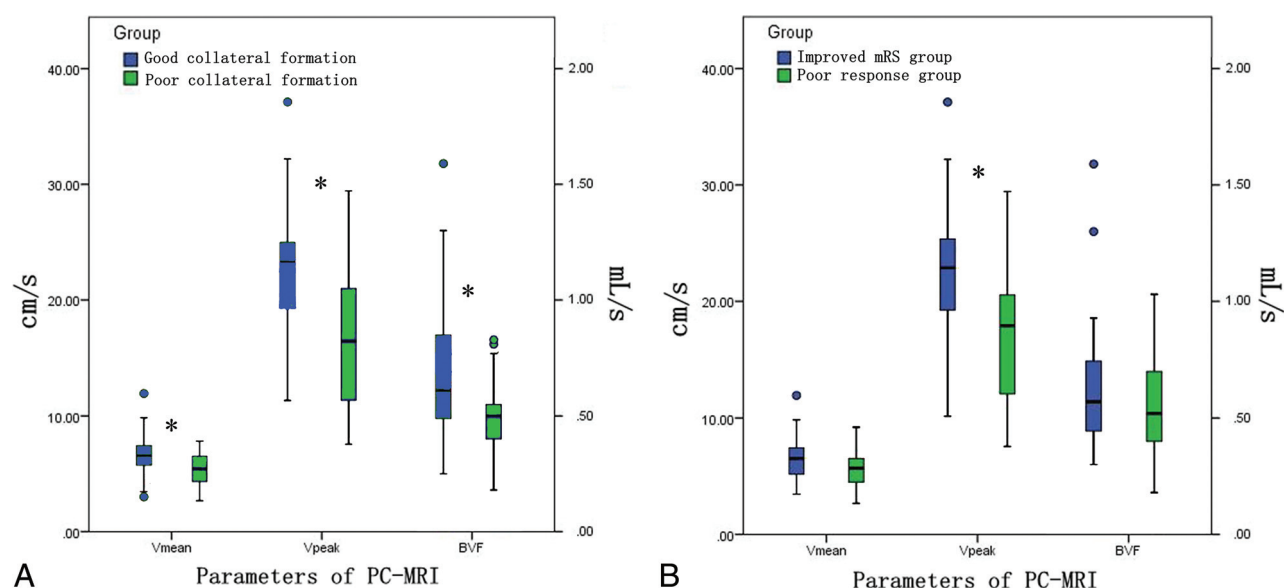 Group
Good collateral formation
Poor collateral formation
40.00
30.00
20.00
10.00
.00
cm/s
2.00
1.50
1.00
.50
.00
mL/s
*
*
*
Vmean
Vpeak
BVF
Parameters of PC-MRI
A
Group
Improved mRS group
Poor response group
40.00
30.00
20.00
10.00
.00
cm/s
2.00
1.50
1.00
.50
.00
mL/s
*
Vmean
Vpeak
BVF
Parameters of PC-MRI
B